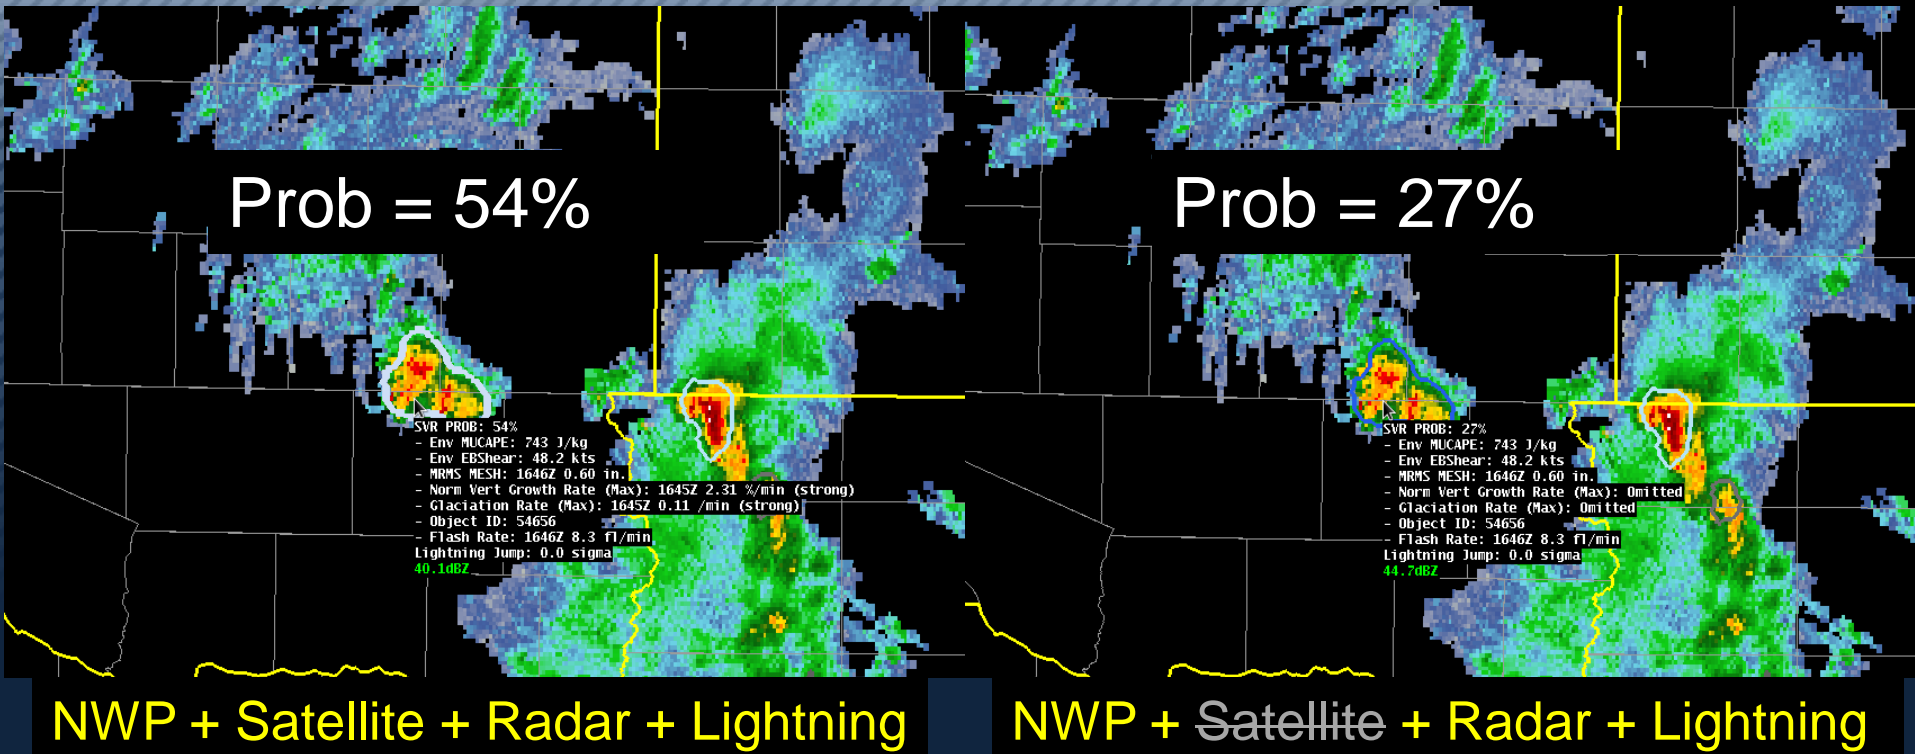 Prob = 54%
SVR PROB: 54%
- Env MUCAPE: 743 J/kg
- Env EBShear: 48.2 kts
- MRMS MESH: 1646Z 0.60 in.
- Norm Vert Growth Rate (Max): 1645Z 2.31 %/min (strong)
- Glaciation Rate (Max): 1645Z 0.11 /min (strong)
- Object ID: 54656
- Flash Rate: 1646Z 8.3 fl/min
Lightning Jump: 0.0 sigma
40.1dBZ
NWP + Satellite + Radar + Lightning
Prob = 27%
SVR PROB: 27%
- Env MUCAPE: 743 J/kg
- Env EBShear: 48.2 kts
- MRMS MESH: 1646Z 0.60 in.
- Norm Vert Growth Rate (Max): Omitted
- Glaciation Rate (Max): Omitted
- Object ID: 54656
- Flash Rate: 1646Z 8.3 fl/min
Lightning Jump: 0.0 sigma
44.7dBZ
NWP + Satellite + Radar + Lightning